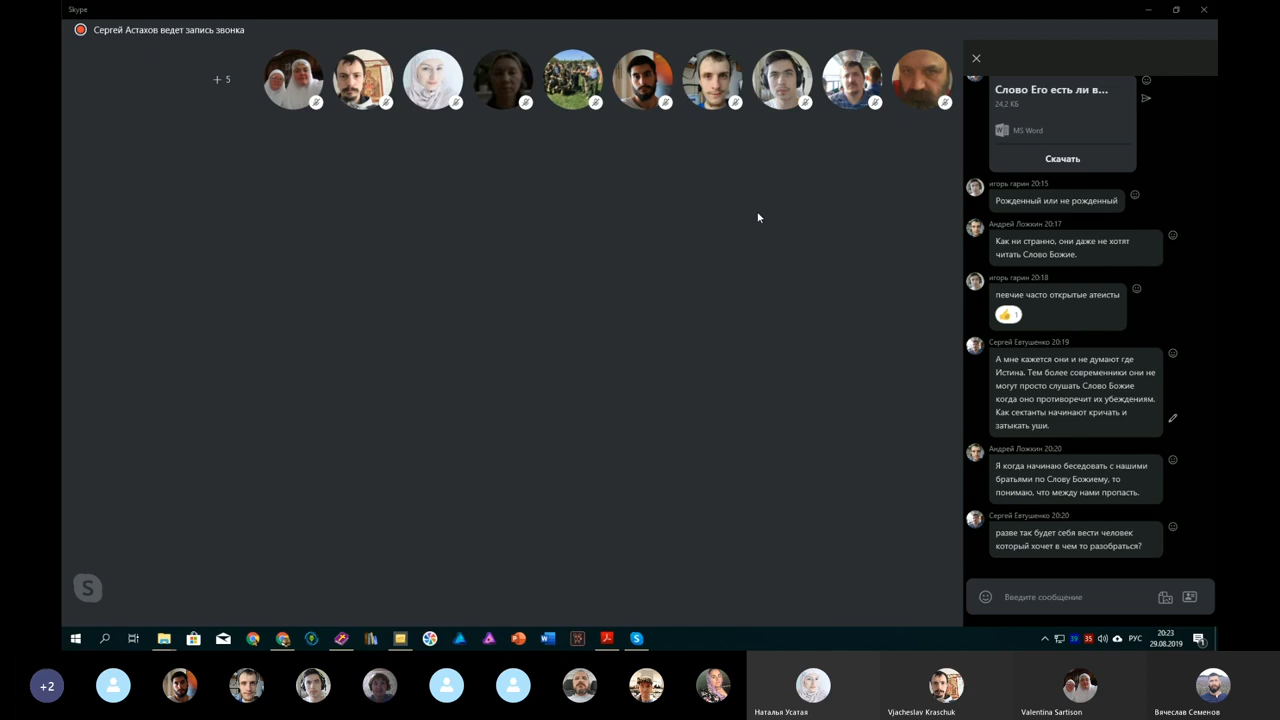 Skype
Сергей Астахов ведет запись звонка
+ 5
Слово Его есть ли в...
24,2 КБ
MS Word
Скачать
игорь гарин 20:15
Рожденный или не рожденный
Андрей Ложкин 20:17
Как ни странно, они даже не хотят
читать Слово Божие.
игорь гарин 20:18
певчие часто открытые атеисты
1
Сергей Евтушенко 20:19
А мне кажется они и не думают где
Истина. Тем более современники они не
могут просто слушать Слово Божие
когда оно противоречит их убеждениям.
Как сектанты начинают кричать и
затыкать уши.
Андрей Ложкин 20:20
Я когда начинаю беседовать с нашими
братьями по Слову Божиему, то
понимаю, что между нами пропасть.
Сергей Евтушенко 20:20
разве так будет себя вести человек
который хочет в чем то разобраться?
S
Введите сообщение
39
35
РУС
20:23
29.08.2019
1
+2
Наталья Усатая
Vjacheslav Kraschuk
Valentina Sartison
Вячеслав Семенов